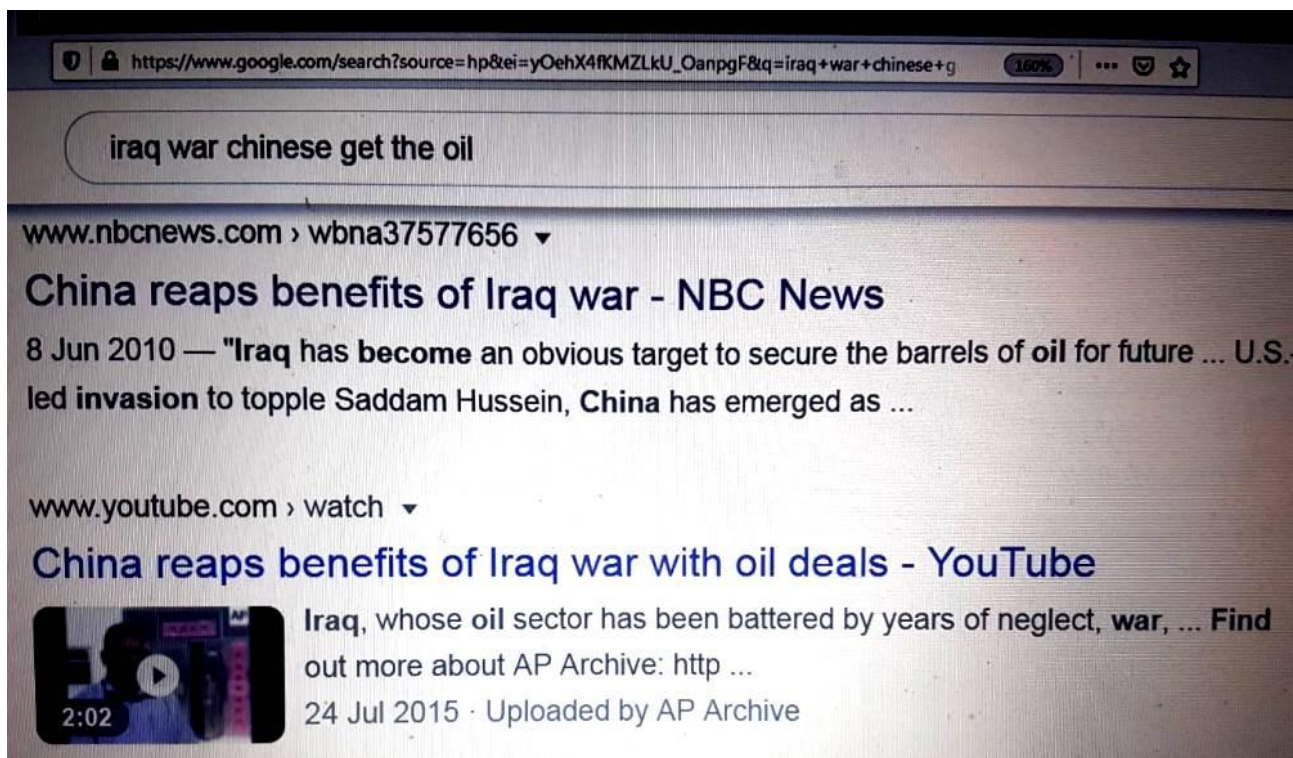 https://www.google.com/search?source=hp&ei=yOehX4fKMZLkU_OanpgF&q=iraq+war+chinese+g 160%
iraq war chinese get the oil
www.nbcnews.com › wbna37577656
China reaps benefits of Iraq war - NBC News
8 Jun 2010 — "Iraq has become an obvious target to secure the barrels of oil for future ... U.S.-
led invasion to topple Saddam Hussein, China has emerged as ...
www.youtube.com › watch
China reaps benefits of Iraq war with oil deals - YouTube
Iraq, whose oil sector has been battered by years of neglect, war, ... Find
out more about AP Archive: http ...
24 Jul 2015 · Uploaded by AP Archive
AP
2:02